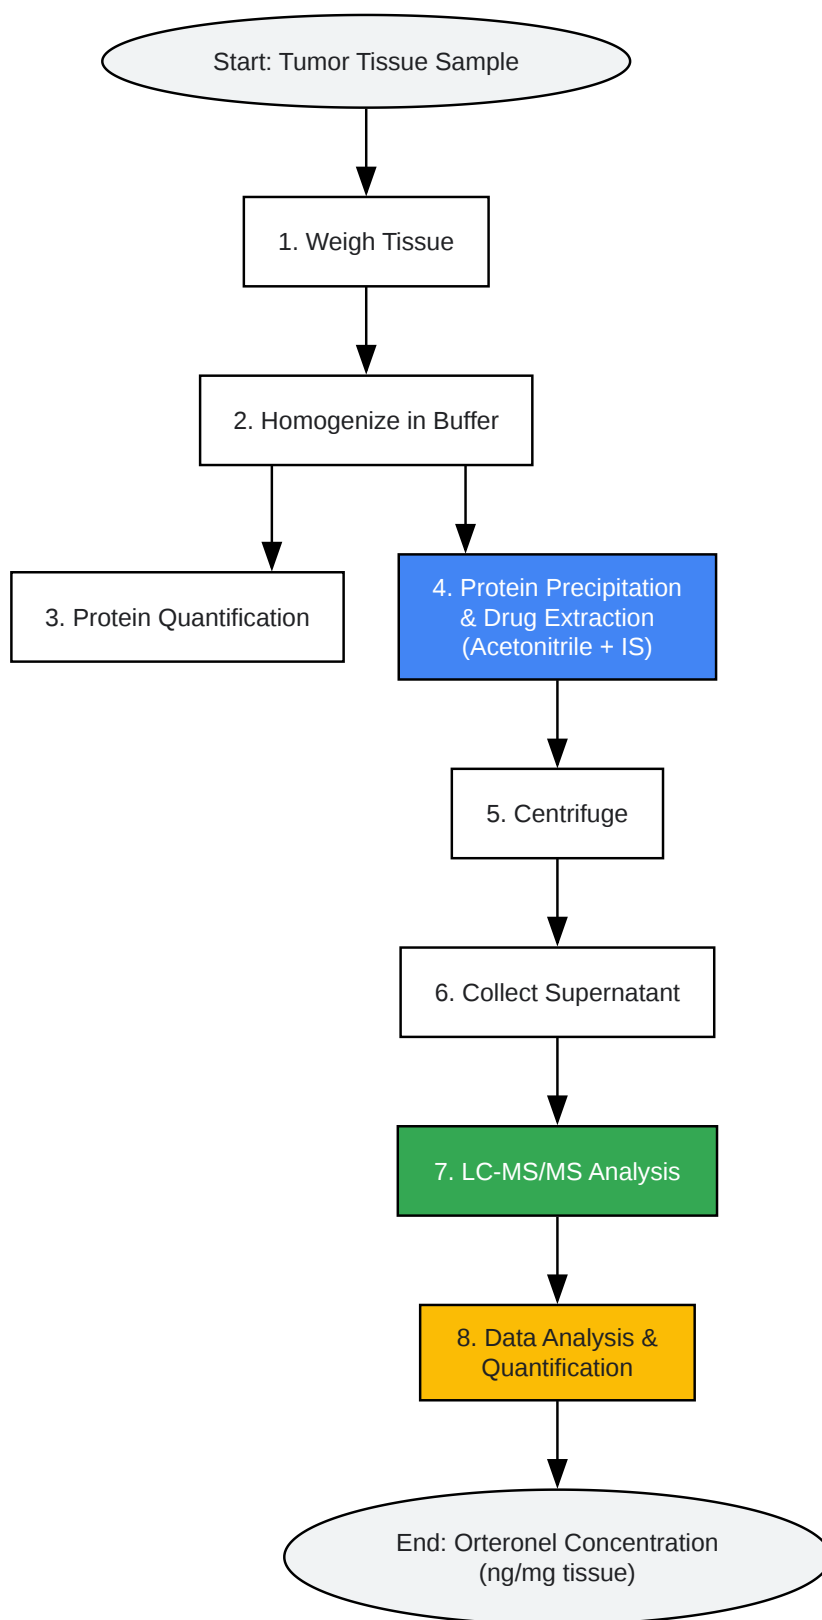 Start: Tumor Tissue Sample
1. Weigh Tissue
2. Homogenize in Buffer
3. Protein Quantification
4. Protein Precipitation
& Drug Extraction
(Acetonitrile + IS)
5. Centrifuge
6. Collect Supernatant
7. LC-MS/MS Analysis
8. Data Analysis &
Quantification
End: Orteronel Concentration
(ng/mg tissue)